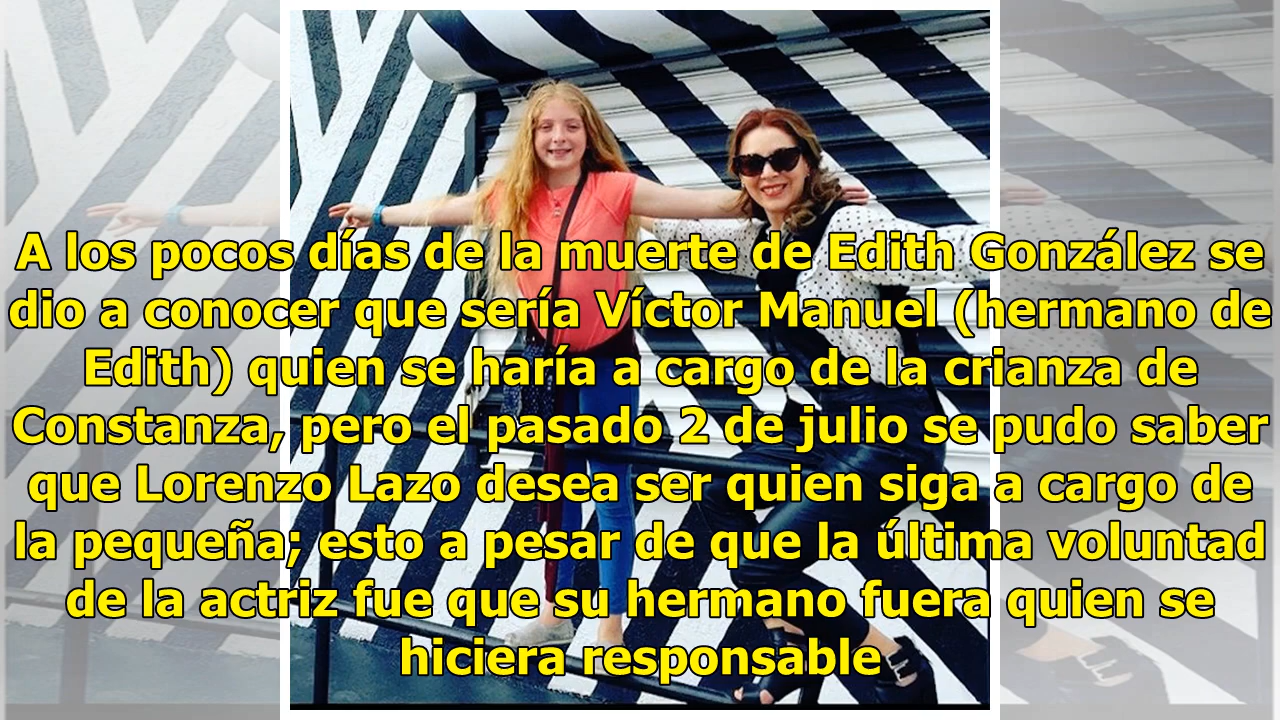 A los pocos días de la muerte de Edith González se
dio a conocer que sería Víctor Manuel (hermano de
Edith) quien se haría a cargo de la crianza de
Constanza, pero el pasado 2 de julio se pudo saber
que Lorenzo Lazo desea ser quien siga a cargo de
la pequeña; esto a pesar de que la última voluntad
de la actriz fue que su hermano fuera quien se
hiciera responsable